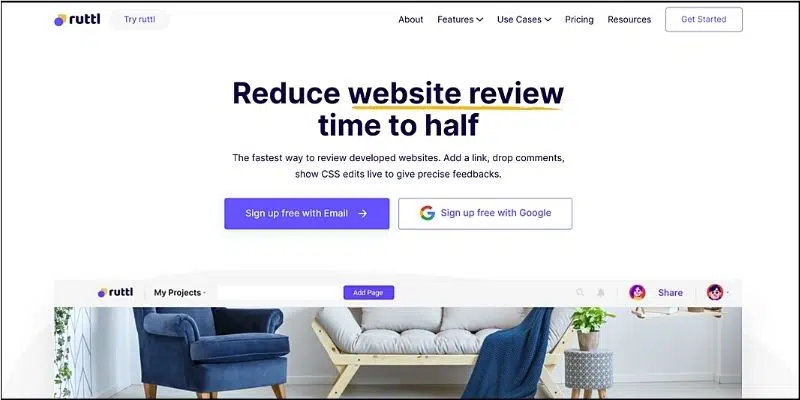 ruttl
Try ruttl
About
Features
Use Cases
Pricing
Resources
Get Started
Reduce website review
time to half
The fastest way to review developed websites. Add a link, drop comments,
show CSS edits live to give precise feedbacks.
Sign up free with Email
Sign up free with Google
ruttl
My Projects
Add Page
Share